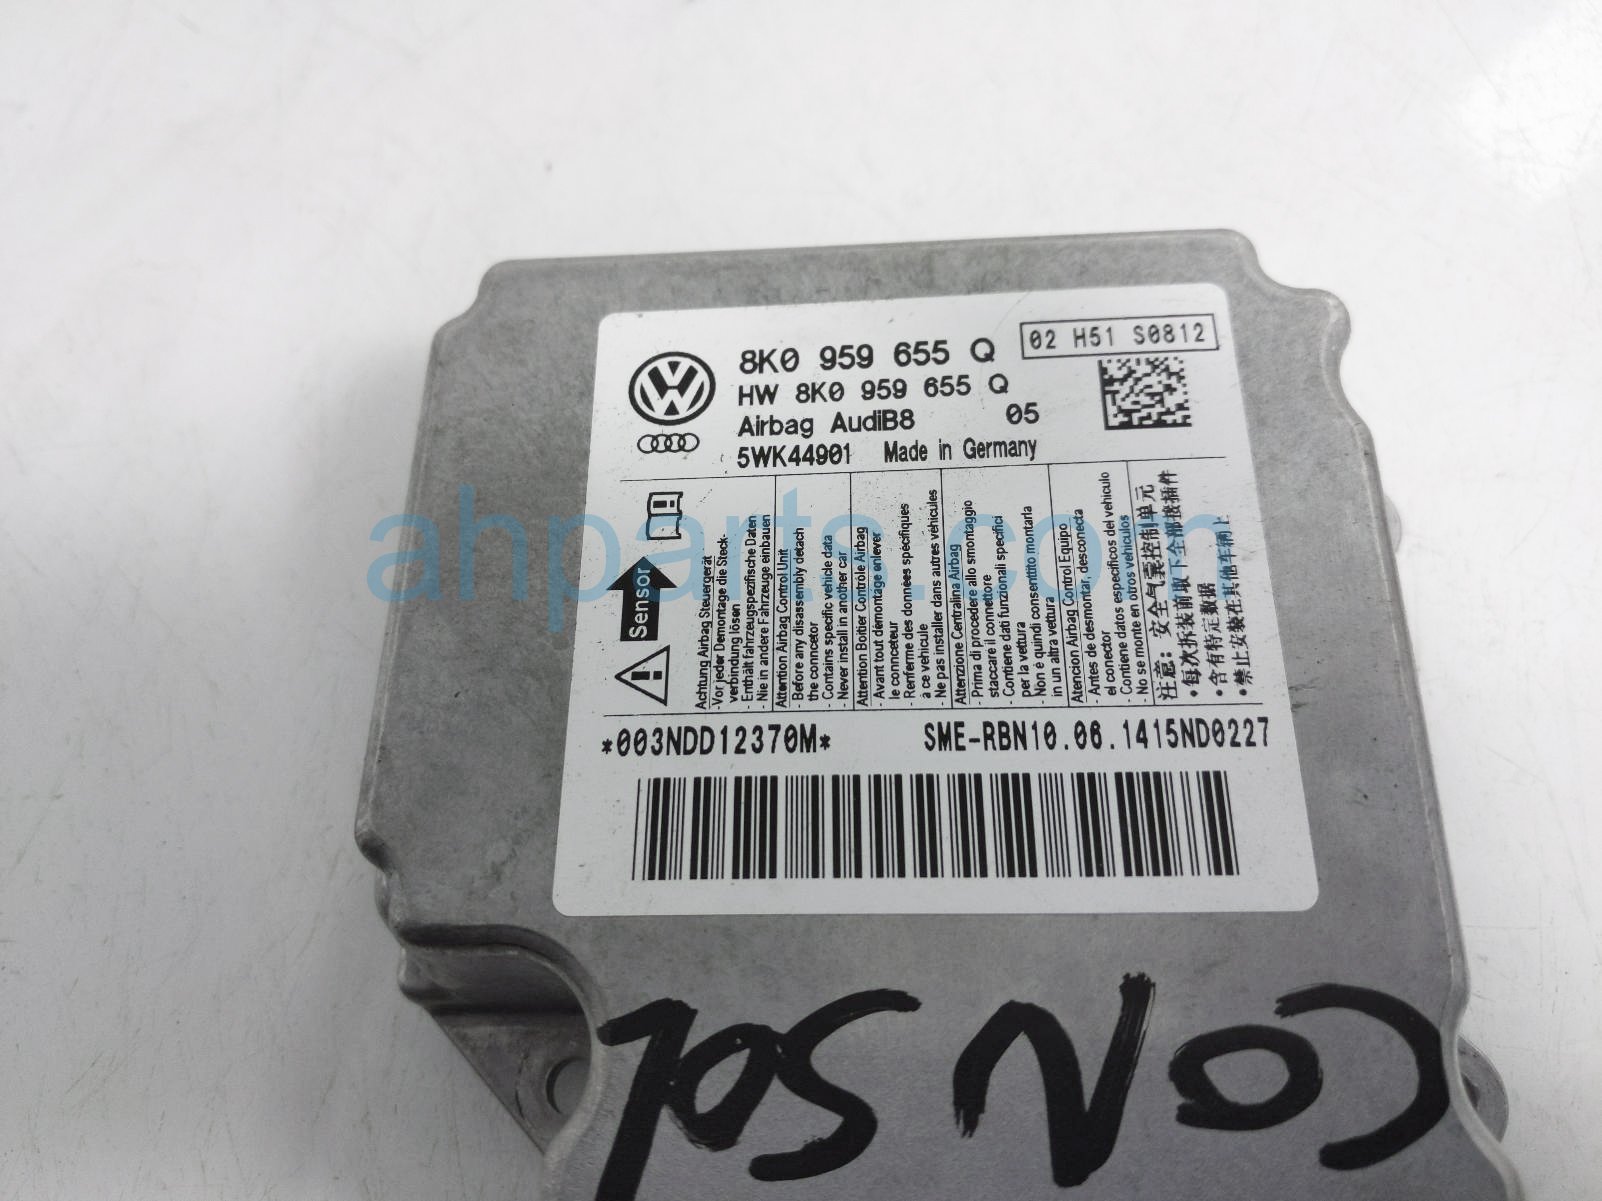 8K0 959 655 Q
02 H51 S0812
HW 8K0 959 655 Q
Airbag AudiB8 05
5WK44901 Made in Germany
Sensor
Achtung Airbag Steuergerät
- Vor jeder Demontage die Steck-
verbindung lösen
- Enthält fahrzeugspezifische Daten
- Nie in andere Fahrzeuge einbauen
Attention Airbag Control Unit
- Before any disassembly detach
the conncetor
- Contains specific vehicle data
- Never install in another car
Attention Boitier Contrôle Airbag
- Avant tout démontage enlever
le connceteur
- Renferme des données spécifiques
à ce véhicule
- Ne pas installer dans autres véhicules
Attenzione Centralina Airbag
- Prima di procedere allo smontaggio
staccare il connettore
- Contiene dati funzionali specifici
per la vettura
- Non è quindi consentito montarla
in un altra vettura
Atencion Airbag Control Equipo
- Antes de desmontar, desconecta
el conector
- Contiene datos especificos del vehiculo
- No se monte en otros vehiculos
注意: 安全气囊控制单元
•每次拆装前取下全部接插件
•含有特定数据
•禁止安装在其他车辆上
*003NDD12370M*
SME-RBN10.06.1415ND0227
CONSOL
ahparts.com